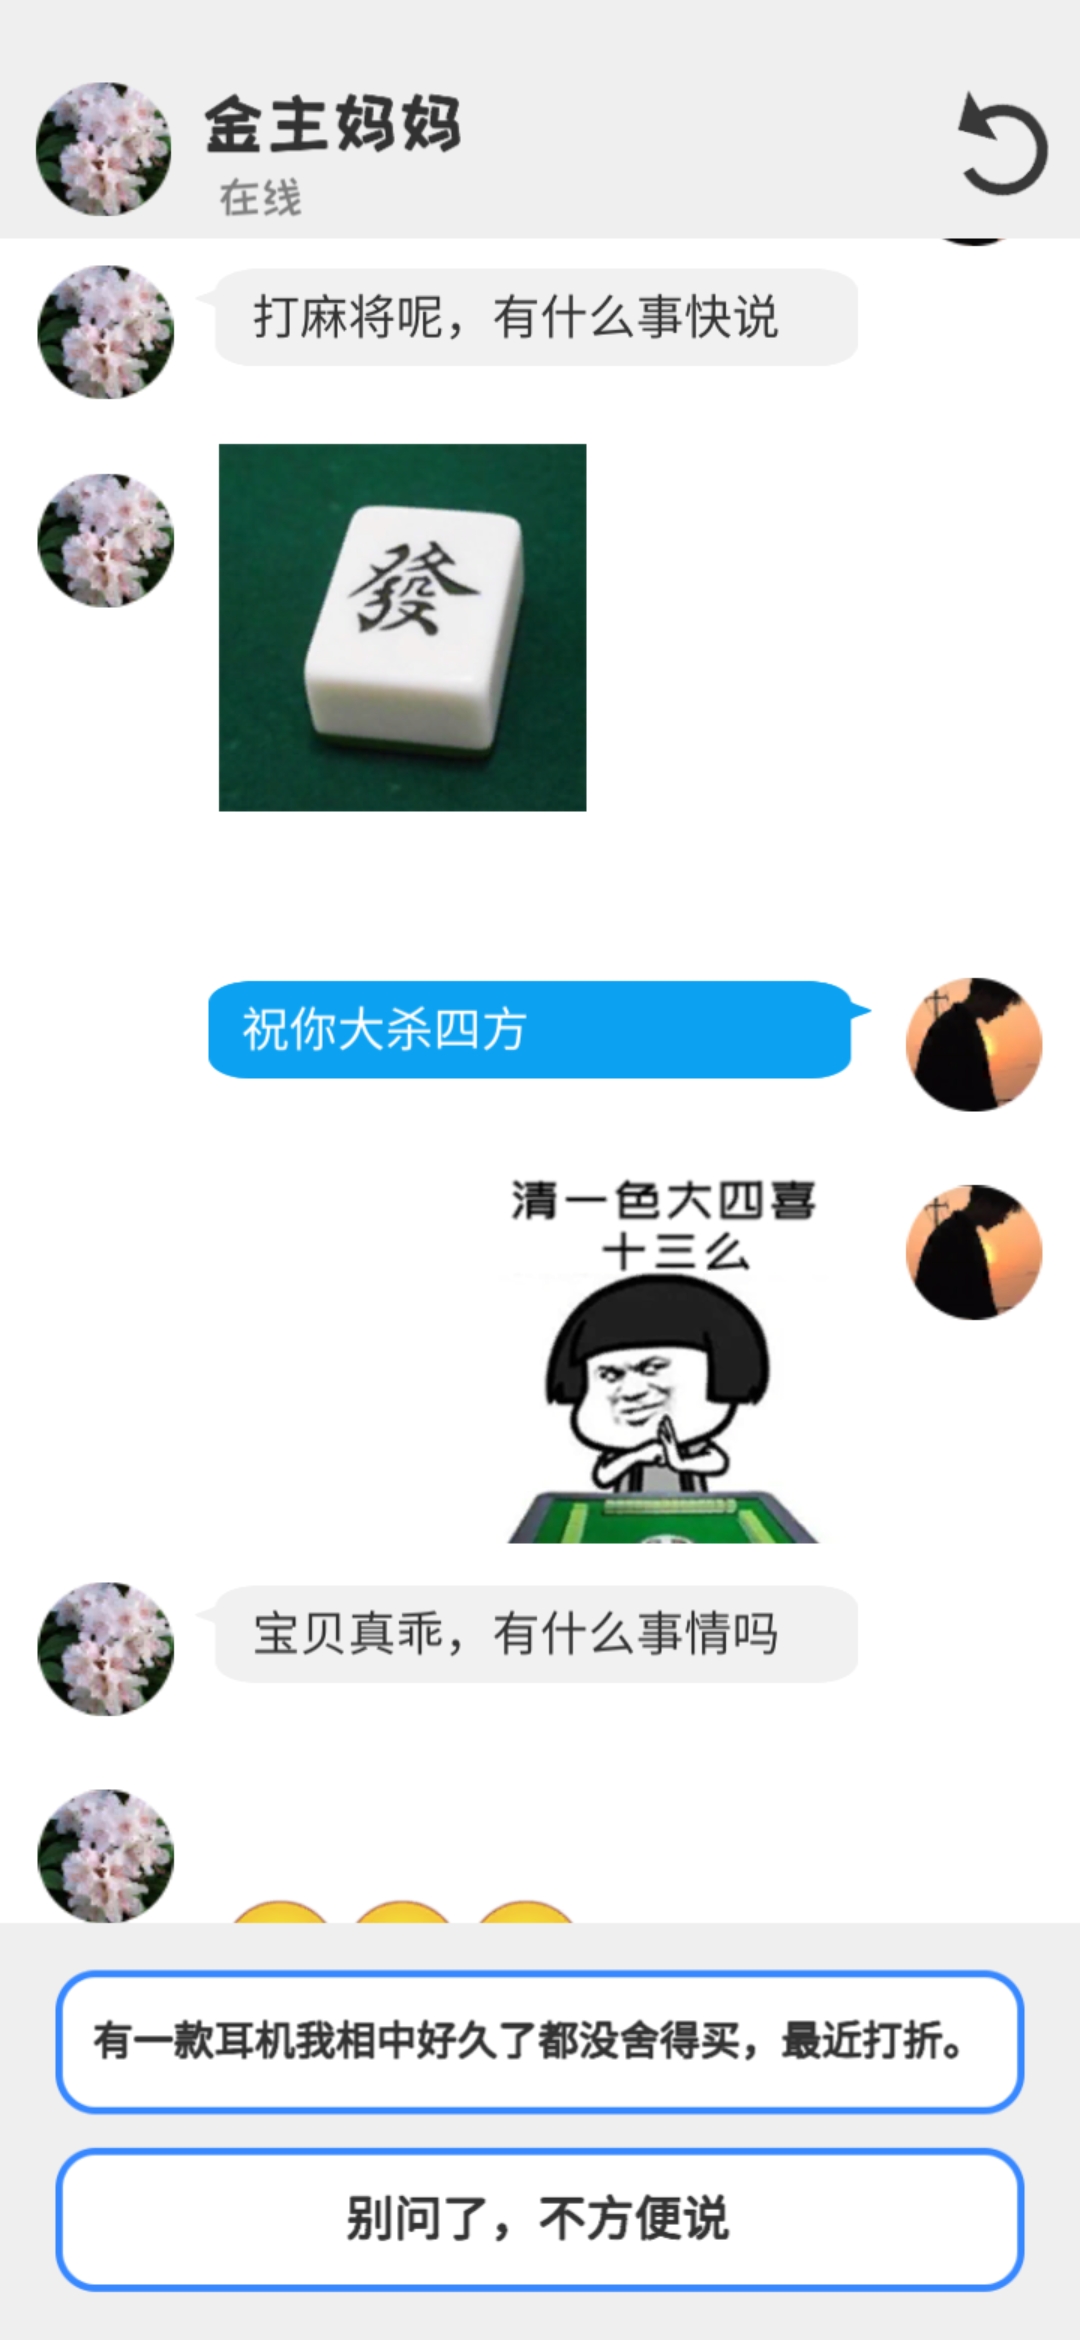 金主妈妈
在线
打麻将呢，有什么事快说
發
祝你大杀四方
清一色大四喜
十三么
宝贝真乖，有什么事情吗
有一款耳机我相中好久了都没舍得买，最近打折。
别问了，不方便说